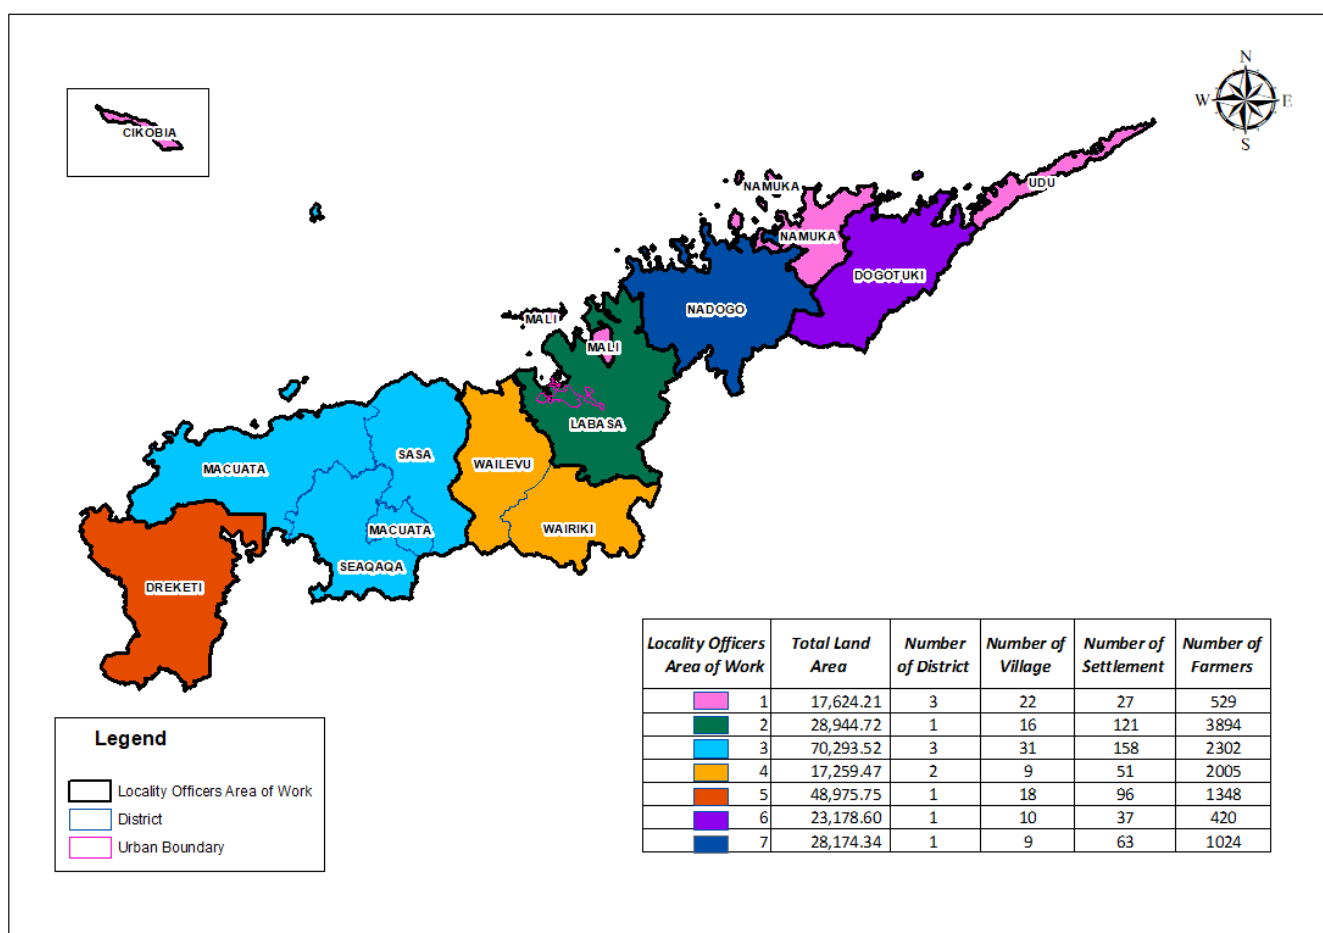 N
W E
S
CIKOBIA
UDU
NAMUKA
NAMUKA
DOGOTUKI
NADOGO
MALI
MALI
LABASA
SASA
WAILEVU
MACUATA
MACUATA
WAIRIKI
SEAQAQA
DREKETI
Locality Officers Area of Work Total Land Area Number of District Number of Village Number of Settlement Number of Farmers
1 17,624.21 3 22 27 529
2 28,944.72 1 16 121 3894
3 70,293.52 3 31 158 2302
4 17,259.47 2 9 51 2005
5 48,975.75 1 18 96 1348
6 23,178.60 1 10 37 420
7 28,174.34 1 9 63 1024
Legend
Locality Officers Area of Work
District
Urban Boundary